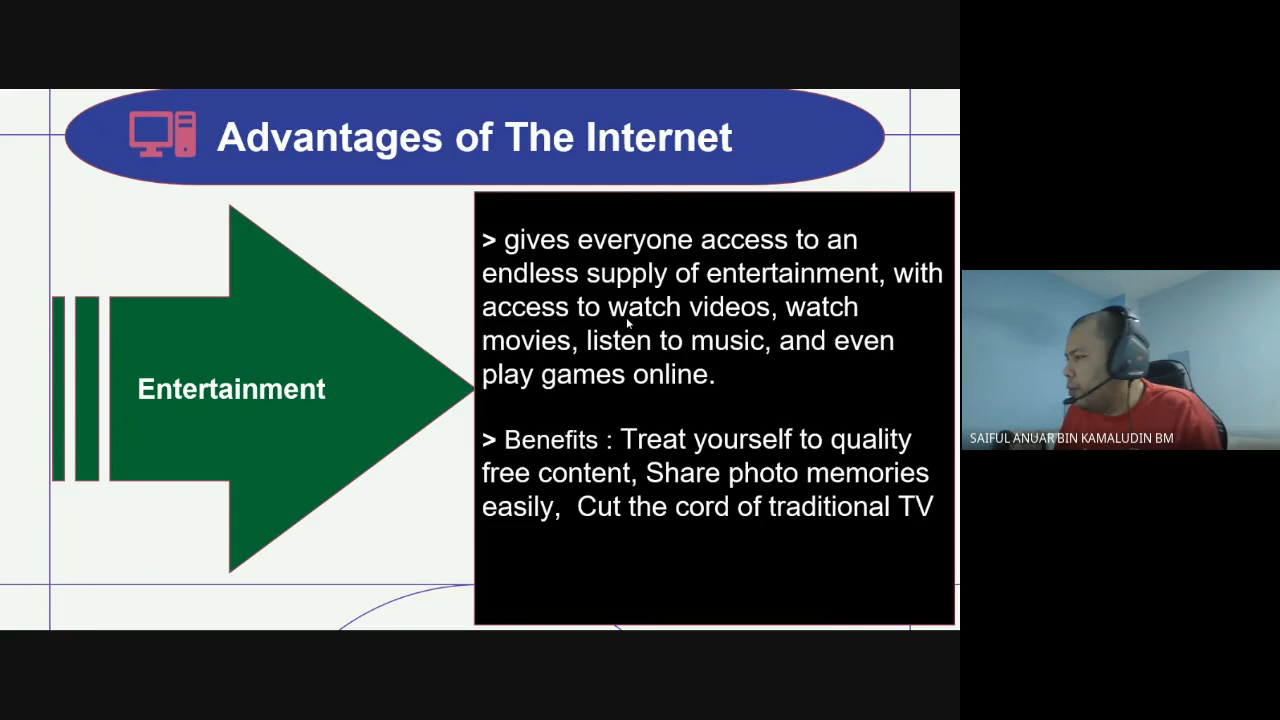 Advantages of The Internet
Entertainment
> gives everyone access to an
endless supply of entertainment, with
access to watch videos, watch
movies, listen to music, and even
play games online.
> Benefits : Treat yourself to quality
free content, Share photo memories
easily, Cut the cord of traditional TV
SAIFUL ANUAR BIN KAMALUDIN BM